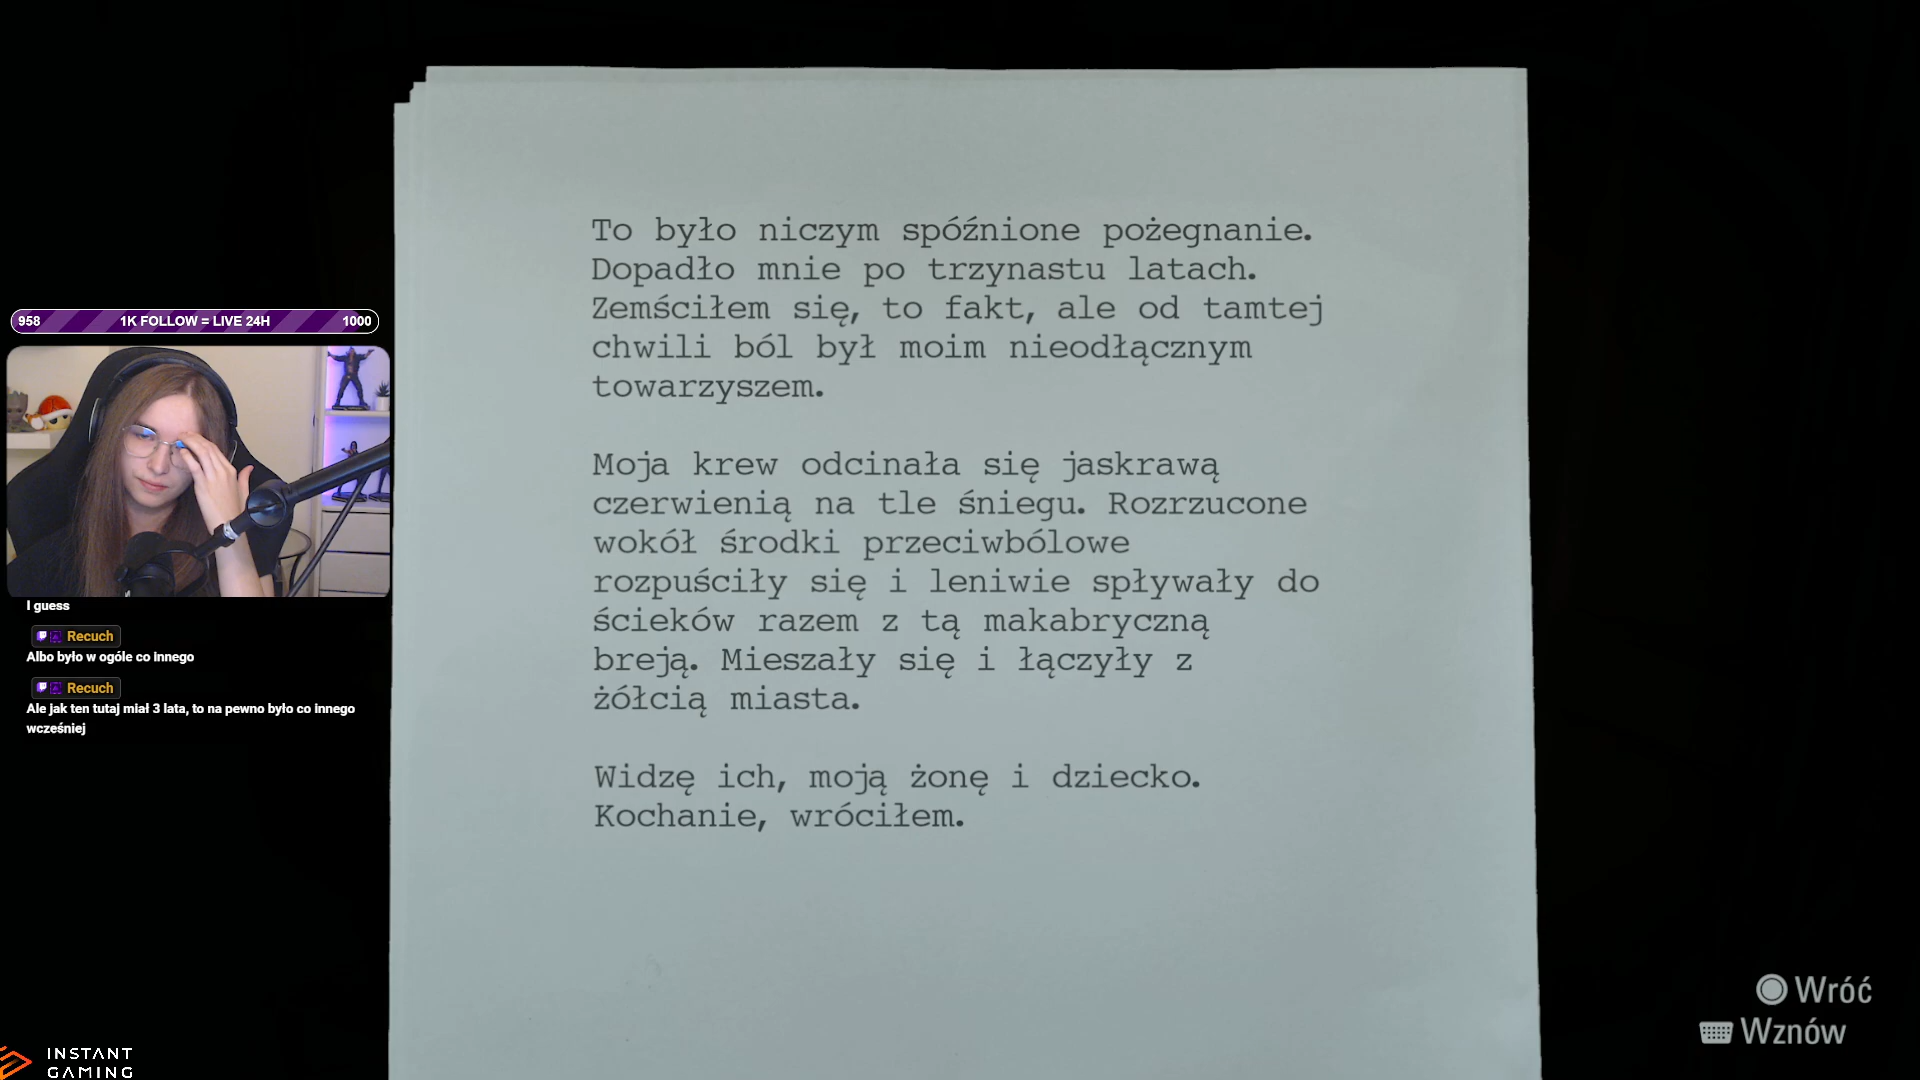 To było niczym spóźnione pożegnanie.
Dopadło mnie po trzynastu latach.
Zemściłem się, to fakt, ale od tamtej
chwili ból był moim nieodłącznym
towarzyszem.
Moja krew odcinała się jaskrawą
czerwienią na tle śniegu. Rozrzucone
wokół środki przeciwbólowe
rozpuściły się i leniwie spływały do
ścieków razem z tą makabryczną
breją. Mieszały się i łączyły z
żółcią miasta.
Widzę ich, moją żonę i dziecko.
Kochanie, wróciłem.
958 1K FOLLOW = LIVE 24H 1000
I guess
Recuch
Albo było w ogóle co innego
Recuch
Ale jak ten tutaj miał 3 lata, to na pewno było co innego
wcześniej
Wróć
Wznów
INSTANT
GAMING